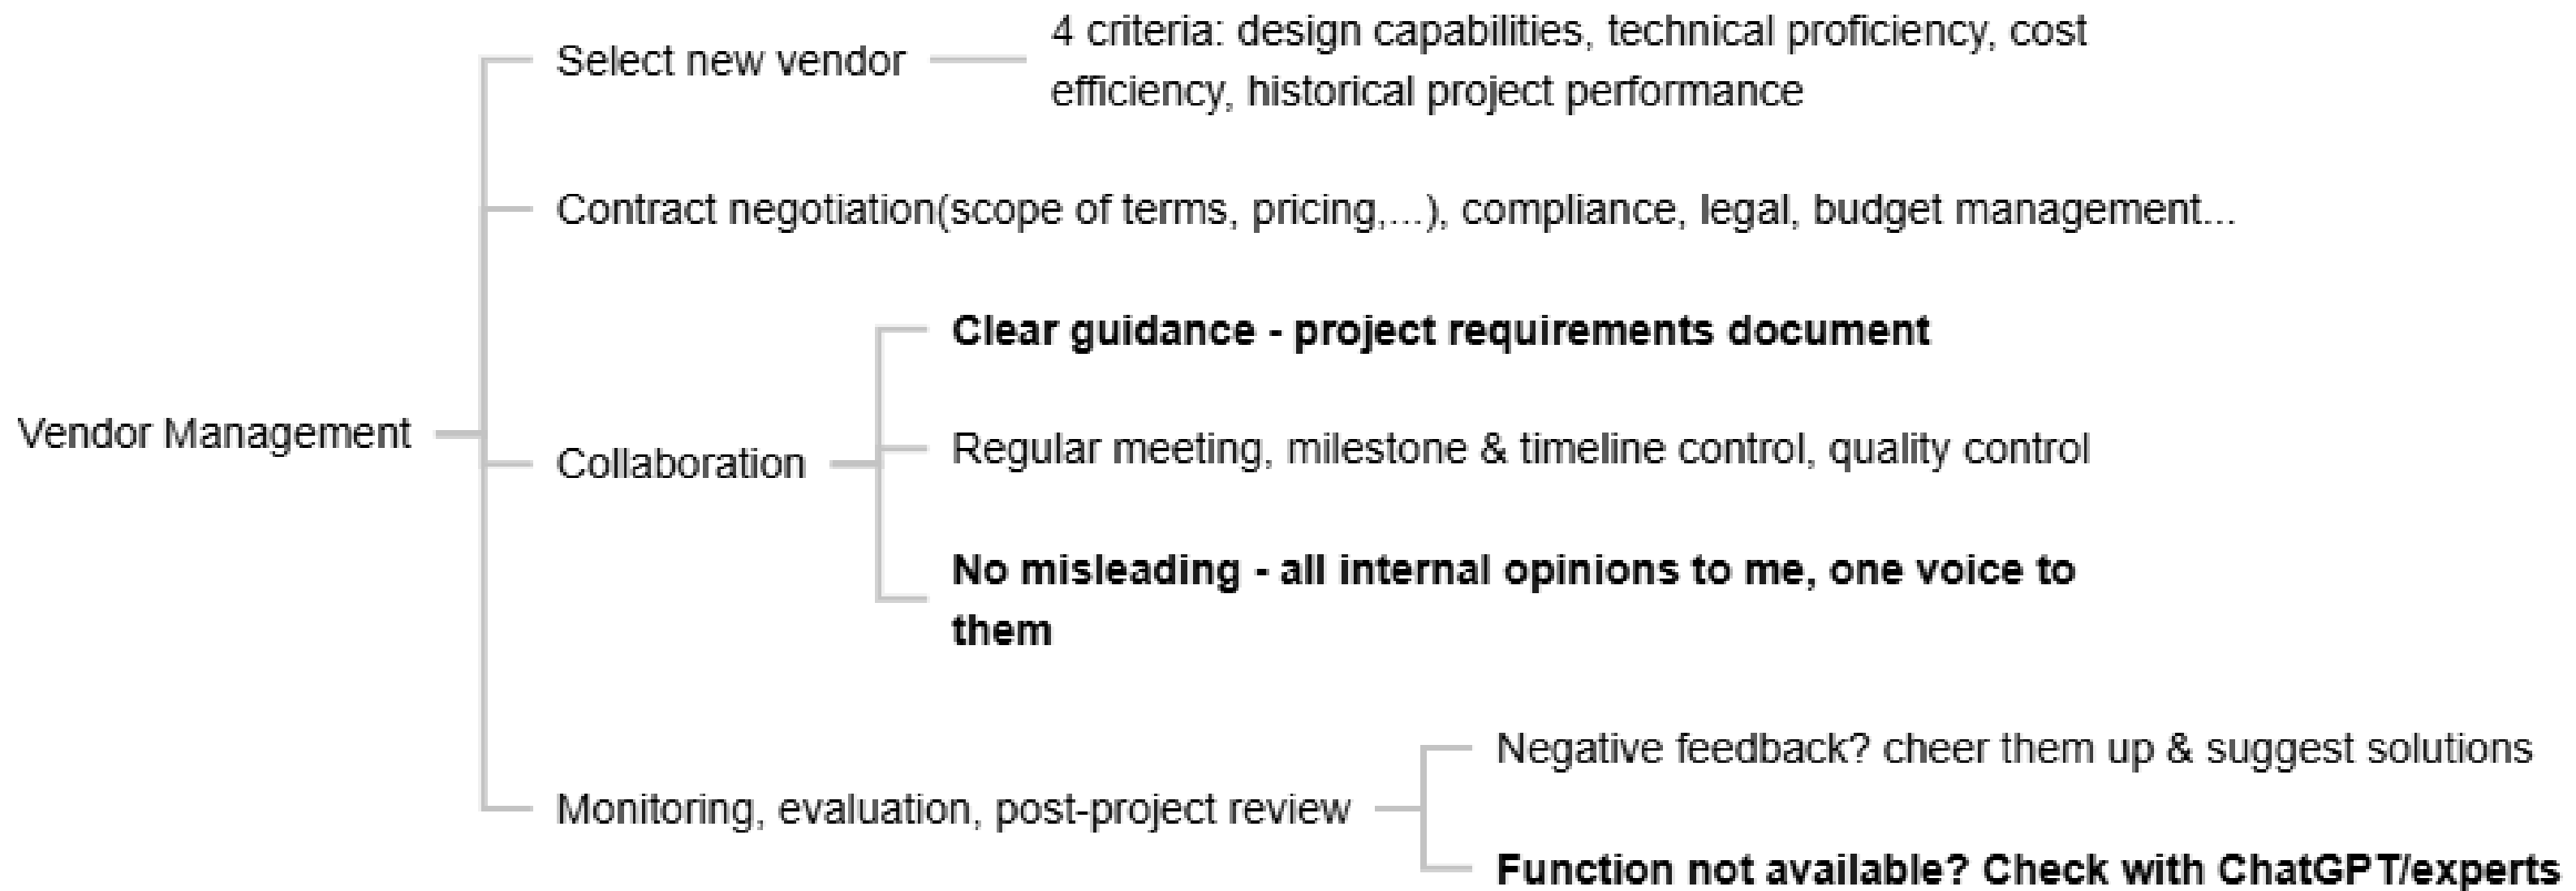 Select new vendor
4 criteria: design capabilities, technical proficiency, cost
efficiency, historical project performance
Contract negotiation(scope of terms, pricing,...), compliance, legal, budget management...
Vendor Management
Collaboration
Clear guidance - project requirements document
Regular meeting, milestone & timeline control, quality control
No misleading - all internal opinions to me, one voice to
them
Monitoring, evaluation, post-project review
Negative feedback? cheer them up & suggest solutions
Function not available? Check with ChatGPT/experts